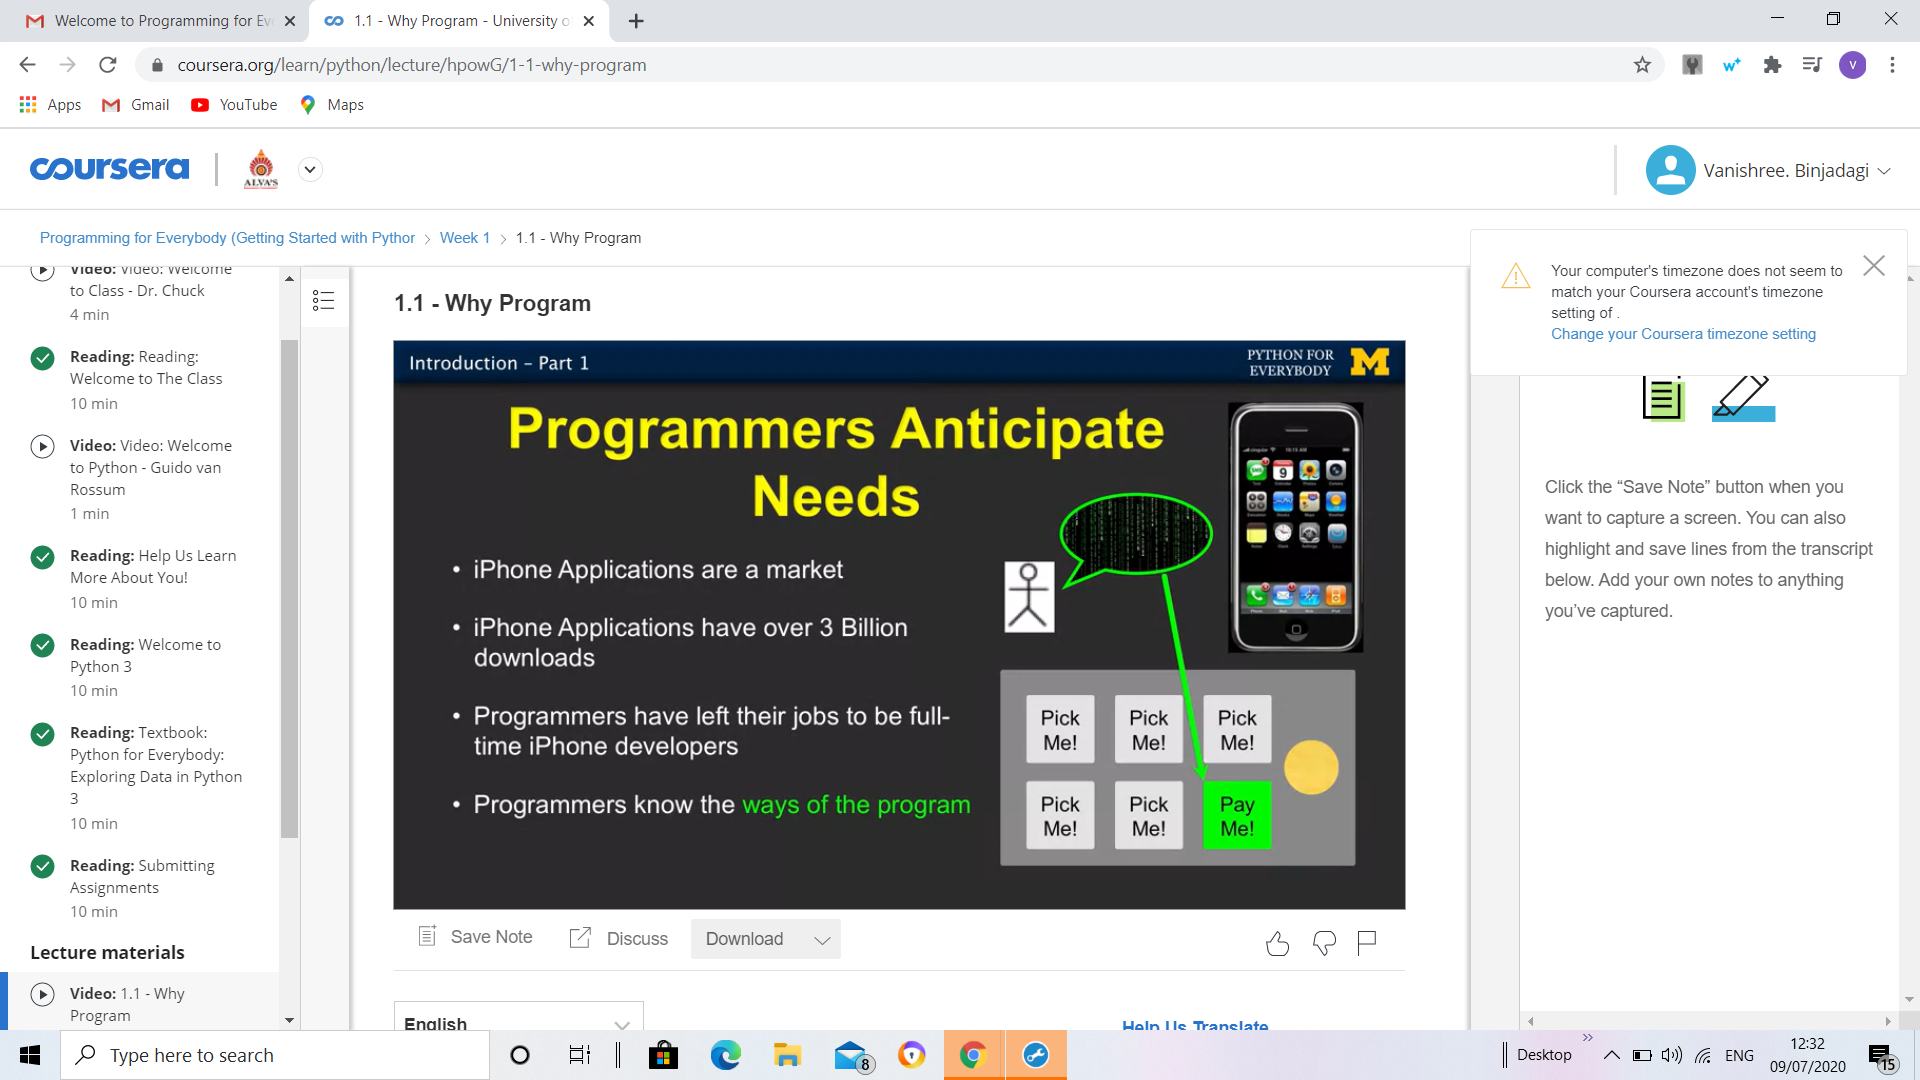 Welcome to Programming for Ev
1.1 - Why Program - University o
coursera.org/learn/python/lecture/hpowG/1-1-why-program
V
Apps
Gmail
YouTube
Maps
coursera
ALVA'S
Vanishree. Binjadagi
Programming for Everybody (Getting Started with Python
Week 1
1.1 - Why Program
Your computer's timezone does not seem to
match your Coursera account's timezone
setting of .
Change your Coursera timezone setting
Video: Video: Welcome
to Class - Dr. Chuck
4 min
Reading: Reading:
Welcome to The Class
10 min
Video: Video: Welcome
to Python - Guido van
Rossum
1 min
Reading: Help Us Learn
More About You!
10 min
Reading: Welcome to
Python 3
10 min
Reading: Textbook:
Python for Everybody:
Exploring Data in Python
3
10 min
Reading: Submitting
Assignments
10 min
Lecture materials
Video: 1.1 - Why
Program
1.1 - Why Program
Introduction – Part 1
PYTHON FOR
EVERYBODY
M
Programmers Anticipate
Needs
• iPhone Applications are a market
• iPhone Applications have over 3 Billion
downloads
• Programmers have left their jobs to be full-
time iPhone developers
• Programmers know the ways of the program
Pick
Me!
Pick
Me!
Pick
Me!
Pick
Me!
Pick
Me!
Pay
Me!
Save Note
Discuss
Download
English
Help Us Translate
Click the “Save Note” button when you
want to capture a screen. You can also
highlight and save lines from the transcript
below. Add your own notes to anything
you’ve captured.
Type here to search
8
Desktop
ENG
12:32
09/07/2020
15